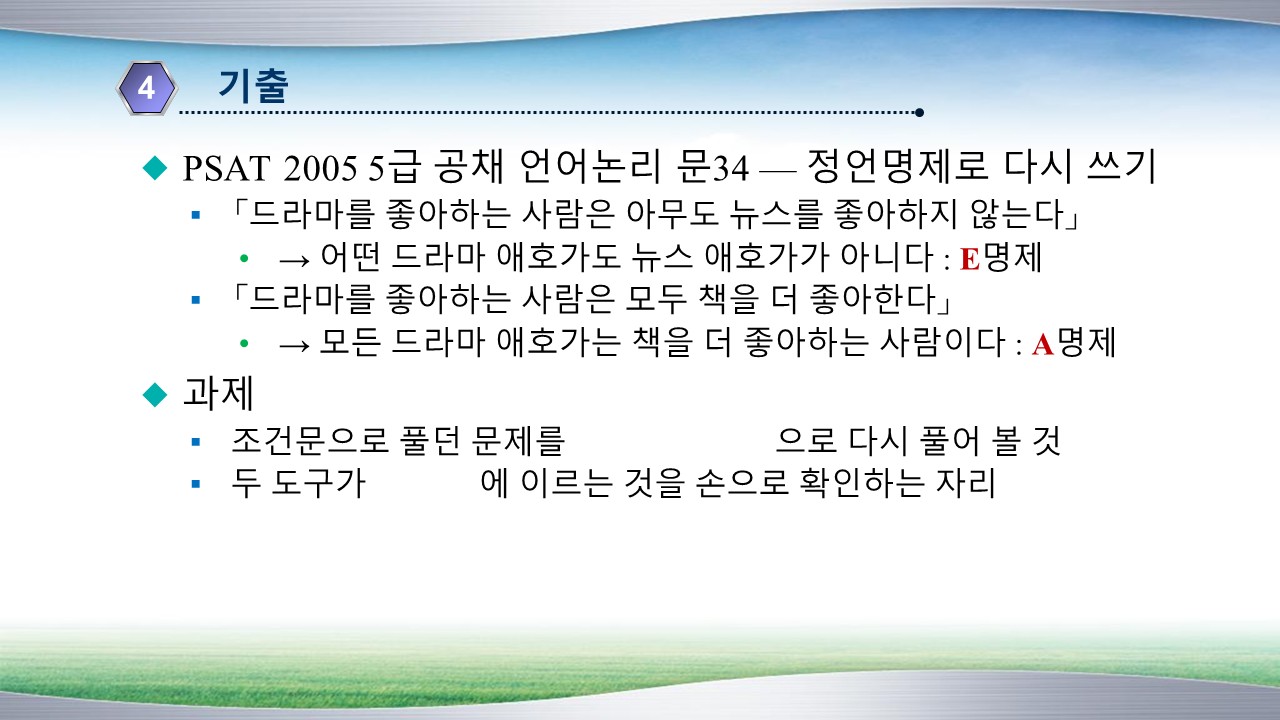 4 기출
PSAT 2005 5급 공채 언어논리 문34 — 정언명제로 다시 쓰기
「드라마를 좋아하는 사람은 아무도 뉴스를 좋아하지 않는다」
→ 어떤 드라마 애호가도 뉴스 애호가가 아니다 : E명제
「드라마를 좋아하는 사람은 모두 책을 더 좋아한다」
→ 모든 드라마 애호가는 책을 더 좋아하는 사람이다 : A명제
과제
조건문으로 풀던 문제를 으로 다시 풀어 볼 것
두 도구가 에 이르는 것을 손으로 확인하는 자리